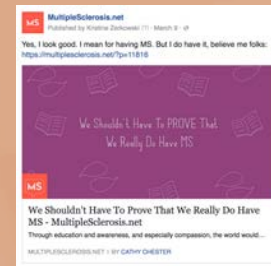 MS
MultipleSclerosis.net
Published by Kristine Zerkowski [?] · March 9 ·
Yes, I look good. I mean for having MS. But I do have it, believe me folks:
https://multiplesclerosis.net/?p=11816
We Shouldn't Have To PROVE That
We Really Do Have MS
MS
We Shouldn't Have To Prove That We Really Do Have
MS - MultipleSclerosis.net
Through education and awareness, and especially compassion, the world would...
MULTIPLESCLEROSIS.NET | BY CATHY CHESTER